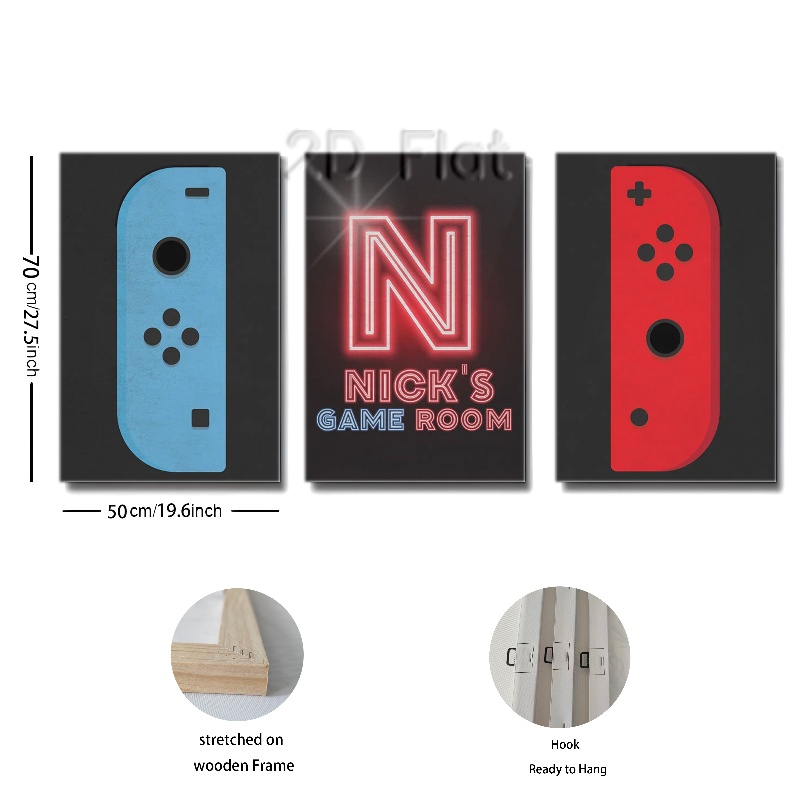 2D Flat
N
NICK'S
GAME ROOM
70 cm/27.5inch
50cm/19.6inch
stretched on
wooden Frame
Hook
Ready to Hang